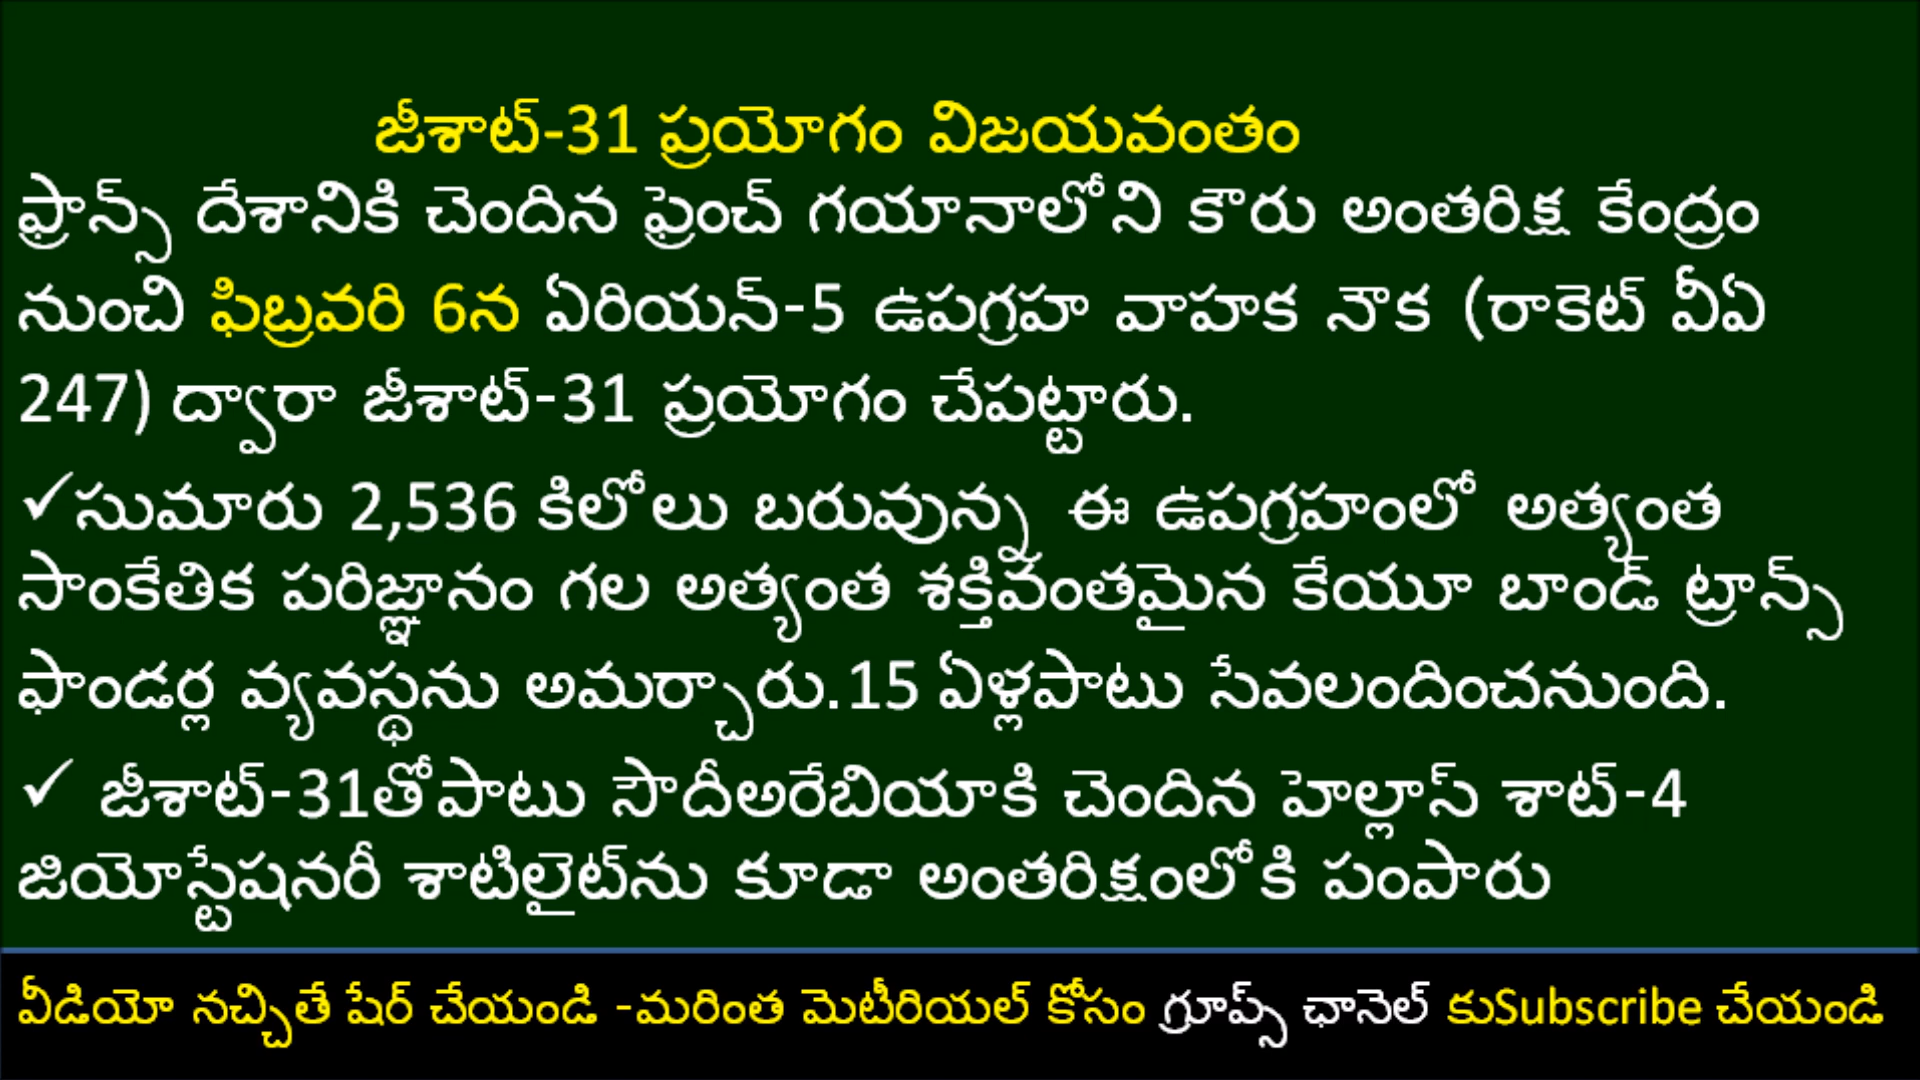 జీశాట్-31 ప్రయోగం విజయవంతం
ఫ్రాన్స్ దేశానికి చెందిన ఫ్రెంచ్ గయానాలోని కౌరు అంతరిక్ష కేంద్రం
నుంచి ఫిబ్రవరి 6న ఏరియన్-5 ఉపగ్రహ వాహక నౌక (రాకెట్ వీఏ
247) ద్వారా జీశాట్-31 ప్రయోగం చేపట్టారు.
✓సుమారు 2,536 కిలోలు బరువున్న ఈ ఉపగ్రహంలో అత్యంత
సాంకేతిక పరిజ్ఞానం గల అత్యంత శక్తివంతమైన కేయూ బాండ్ ట్రాన్స్
ఫాండర్ల వ్యవస్థను అమర్చారు.15 ఏళ్లపాటు సేవలందించనుంది.
✓ జీశాట్-31తోపాటు సౌదీఅరేబియాకి చెందిన హెల్లాస్ శాట్-4
జియోస్టేషనరీ శాటిలైట్‌ను కూడా అంతరిక్షంలోకి పంపారు
వీడియో నచ్చితే షేర్ చేయండి -మరింత మెటీరియల్ కోసం గ్రూప్స్ ఛానెల్ కుSubscribe చేయండి